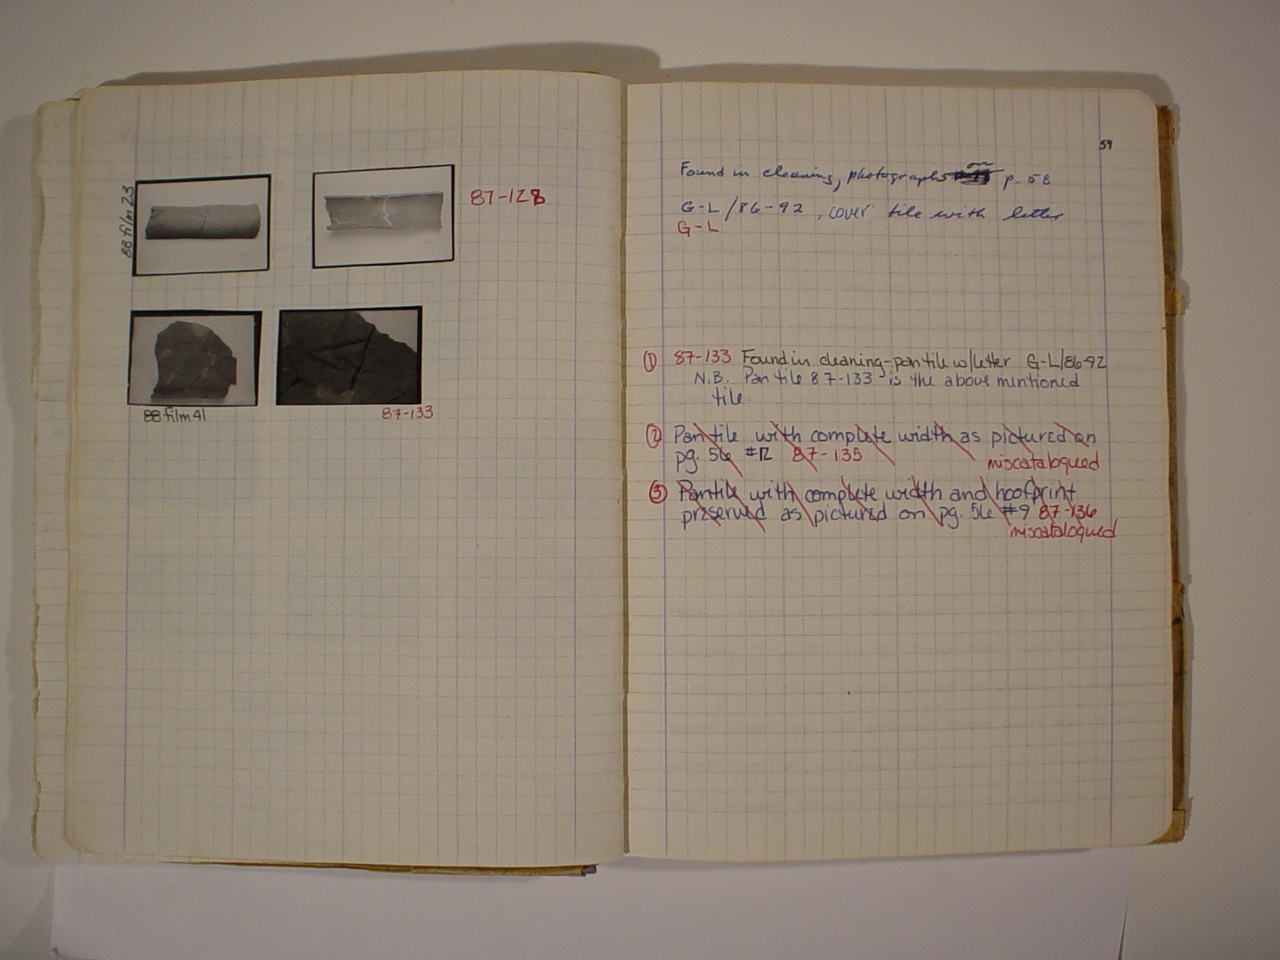 88 film 23
87-128
88 film 41
87-133
59
Found in cleaning, photographs on p. 58
G-L/86-92, cover tile with letter
G-L
① 87-133 Found in cleaning-pan tile w/letter G-L/86-92
N.B. Pan tile 87-133 is the above mintioned
tile
② Pan tile with complete width as pictured on
pg. 56 #12 87-135
miscatalogued
③ Pantile with complete width and hoofprint
preserved as pictured on pg. 56 #9 87-136
miscatalogued